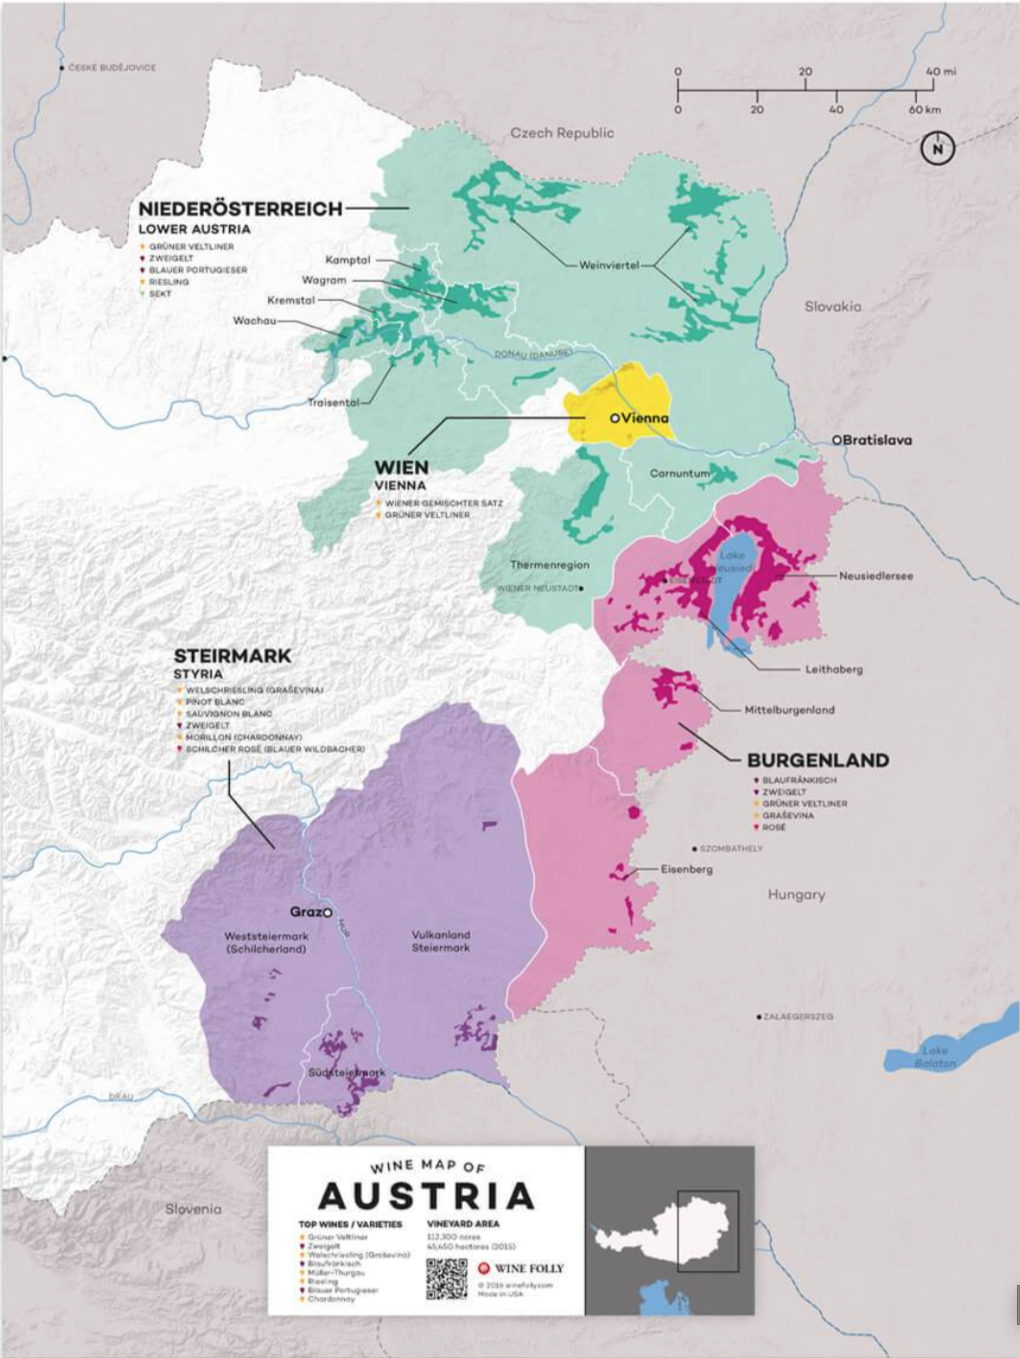 ČESKÉ BUDĚJOVICE
0 20 40 mi
0 20 40 60 km
N
Czech Republic
NIEDERÖSTERREICH
LOWER AUSTRIA
GRÜNER VELTLINER
ZWEIGELT
BLAUER PORTUGIESER
RIESLING
SEKT
Kamptal
Wagram
Kremstal
Wachau
Traisental
Weinviertel
Slovakia
DONAU (DANUBE)
Vienna
Bratislava
WIEN
VIENNA
WIENER GEMISCHTER SATZ
GRÜNER VELTLINER
Carnuntum
Thermenregion
WIENER NEUSTADT
Lake
Neusiedl
EISENSTADT
Neusiedlersee
Leithaberg
Mittelburgenland
STEIRMARK
STYRIA
WELSCHRIESLING (GRAŠEVINA)
PINOT BLANC
SAUVIGNON BLANC
ZWEIGELT
MORILLON (CHARDONNAY)
SCHILCHER ROSÉ (BLAUER WILDBACHER)
BURGENLAND
BLAUFRÄNKISCH
ZWEIGELT
GRÜNER VELTLINER
GRAŠEVINA
ROSÉ
SZOMBATHELY
Eisenberg
Hungary
Graz
MUR
Weststeiermark
(Schilcherland)
Vulkanland
Steiermark
Südsteiermark
ZALAEGERSZEG
Lake
Balaton
DRAU
Slovenia
WINE MAP OF
AUSTRIA
TOP WINES / VARIETIES
Grüner Veltliner
Zweigelt
Welschriesling (Graševina)
Blaufränkisch
Müller-Thurgau
Riesling
Blauer Portugieser
Chardonnay
VINEYARD AREA
112,300 acres
45,450 hectares (2015)
WINE FOLLY
© 2016 winefolly.com
Made in USA